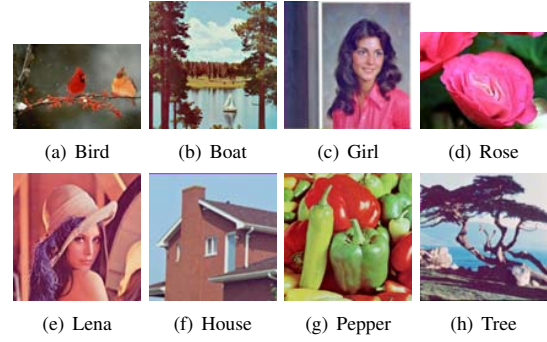 (a) Bird (b) Boat (c) Girl (d) Rose
(e) Lena (f) House (g) Pepper (h) Tree